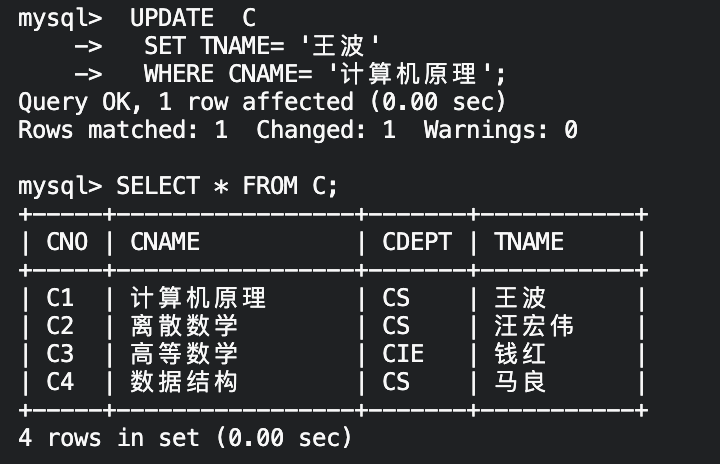 mysql>  UPDATE  C
    ->   SET TNAME= '王波'
    ->   WHERE CNAME= '计算机原理';
Query OK, 1 row affected (0.00 sec)
Rows matched: 1  Changed: 1  Warnings: 0
mysql> SELECT * FROM C;
+-----+-----------------+-------+-----------+
| CNO | CNAME           | CDEPT | TNAME     |
+-----+-----------------+-------+-----------+
| C1  | 计算机原理      | CS    | 王波      |
| C2  | 离散数学        | CS    | 汪宏伟    |
| C3  | 高等数学        | CIE   | 钱红      |
| C4  | 数据结构        | CS    | 马良      |
+-----+-----------------+-------+-----------+
4 rows in set (0.00 sec)